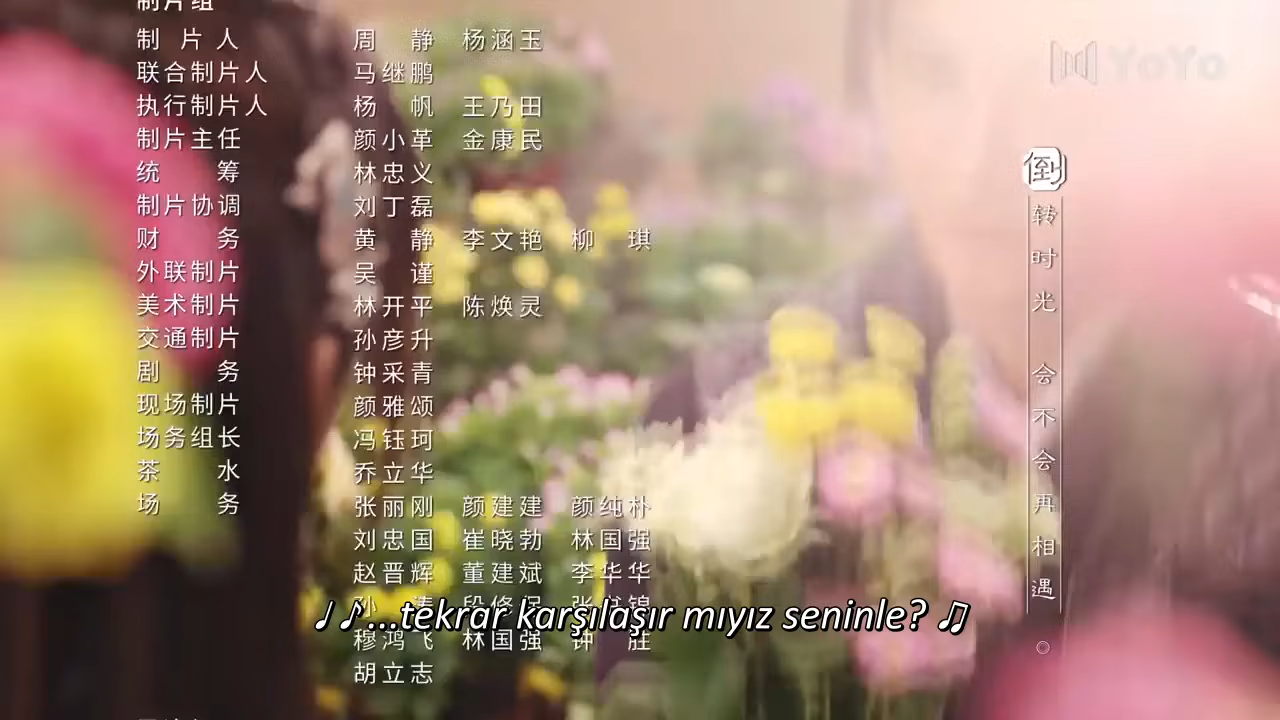 制片组
制片人 周静 杨涵玉
联合制片人 马继鹏
执行制片人 杨帆 王乃田
制片主任 颜小革 金康民
统筹 林忠义
制片协调 刘丁磊
财务 黄静 李文艳 柳琪
外联制片 吴谨
美术制片 林开平 陈焕灵
交通制片 孙彦升
剧务 钟采青
现场制片 颜雅颂
场务组长 冯钰珂
茶水 乔立华
场务 张丽刚 颜建建 颜纯朴
刘忠国 崔晓勃 林国强
赵晋辉 董建斌 李华华
穆鸿飞 林国强 钟胜
胡立志
YoYo
倒转时光 会不会再相遇。
♩♪...tekrar karşılaşır mıyız seninle? ♫